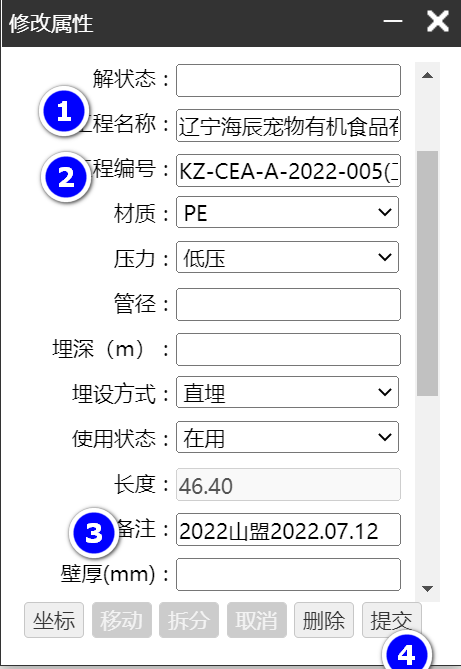 修改属性
解状态：
1
程名称：辽宁海辰宠物有机食品有
2
程编号：KZ-CEA-A-2022-005(
材质：PE
压力：低压
管径：
埋深（m）：
埋设方式：直埋
使用状态：在用
长度：46.40
3
备注：2022山盟2022.07.12
壁厚(mm)：
坐标 移动 拆分 取消 删除 提交
4